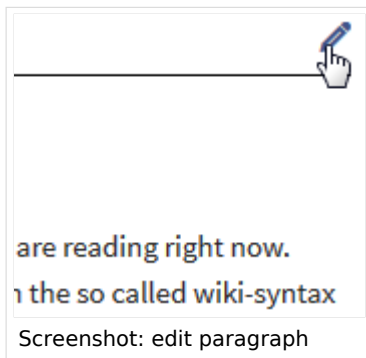 are reading right now.
the so called wiki-syntax
Screenshot: edit paragraph